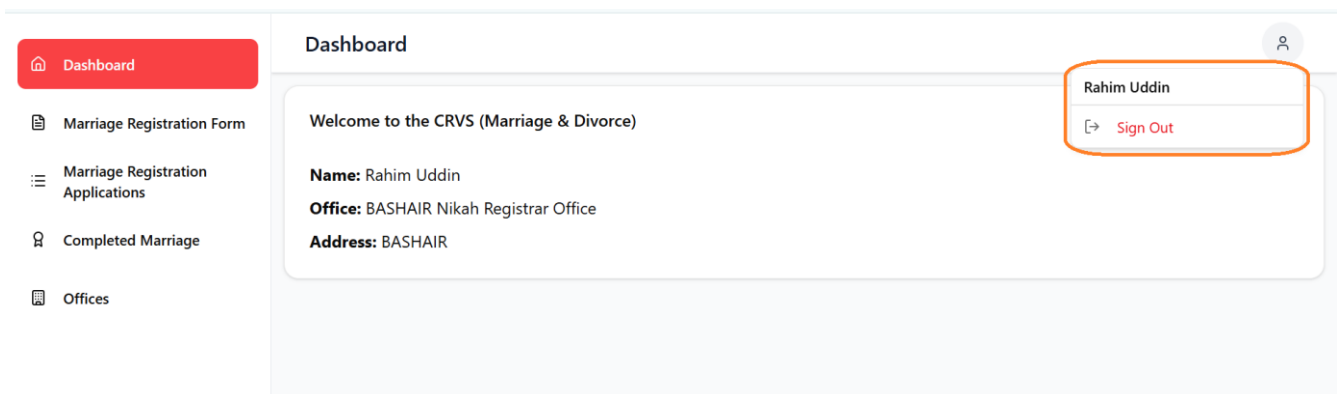 Dashboard
Marriage Registration Form
Marriage Registration
Applications
Completed Marriage
Offices
Dashboard
Rahim Uddin
Sign Out
Welcome to the CRVS (Marriage & Divorce)
Name: Rahim Uddin
Office: BASHAIR Nikah Registrar Office
Address: BASHAIR